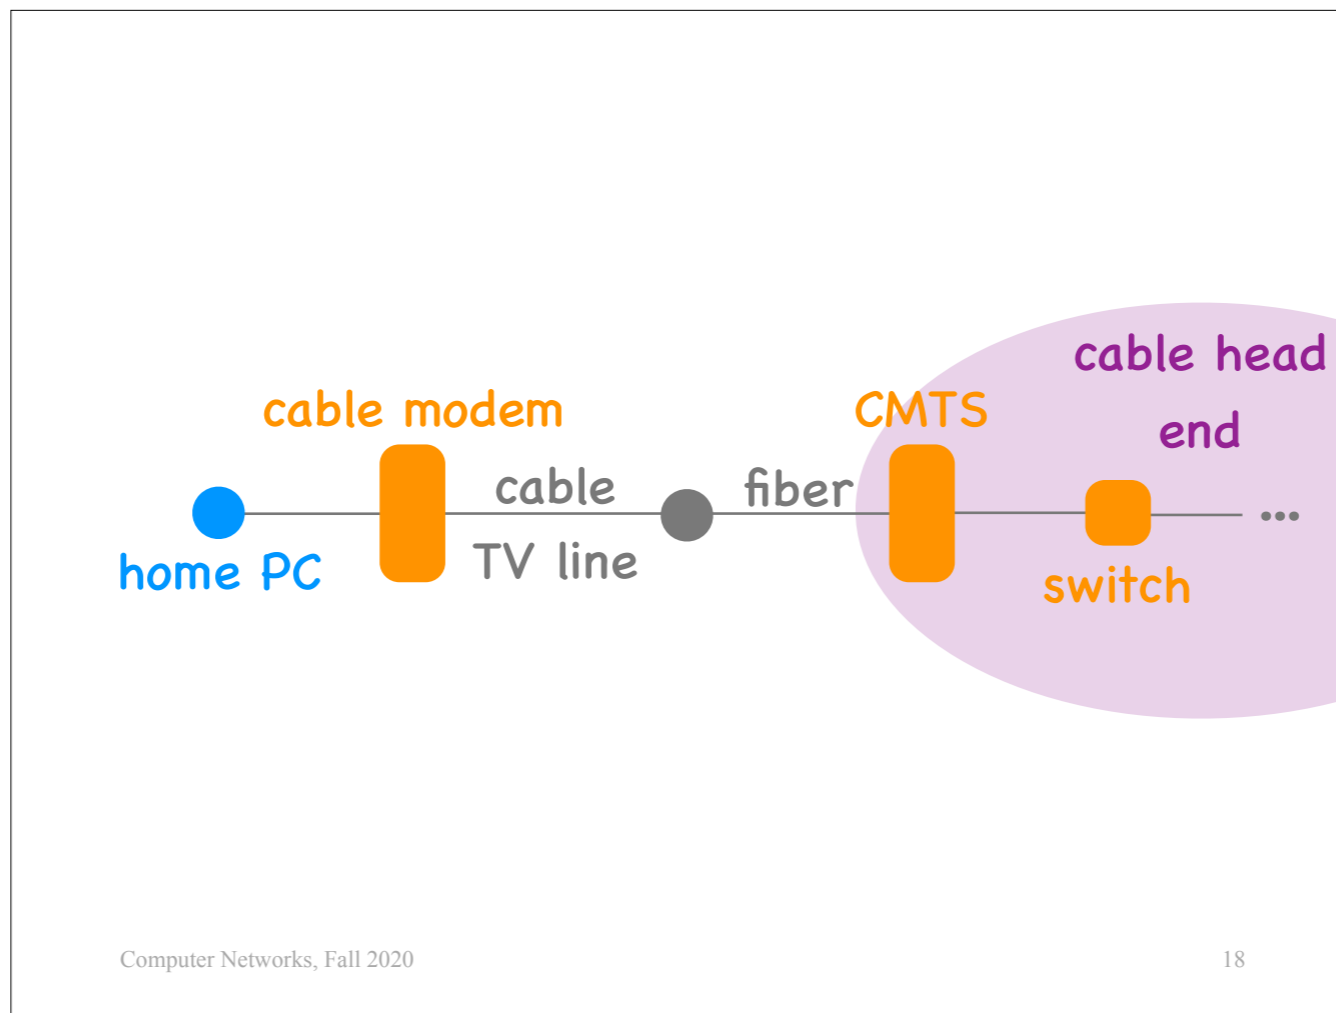 cable head
end
cable modem
CMTS
cable
fiber
TV line
home PC
switch
...
Computer Networks, Fall 2020
18